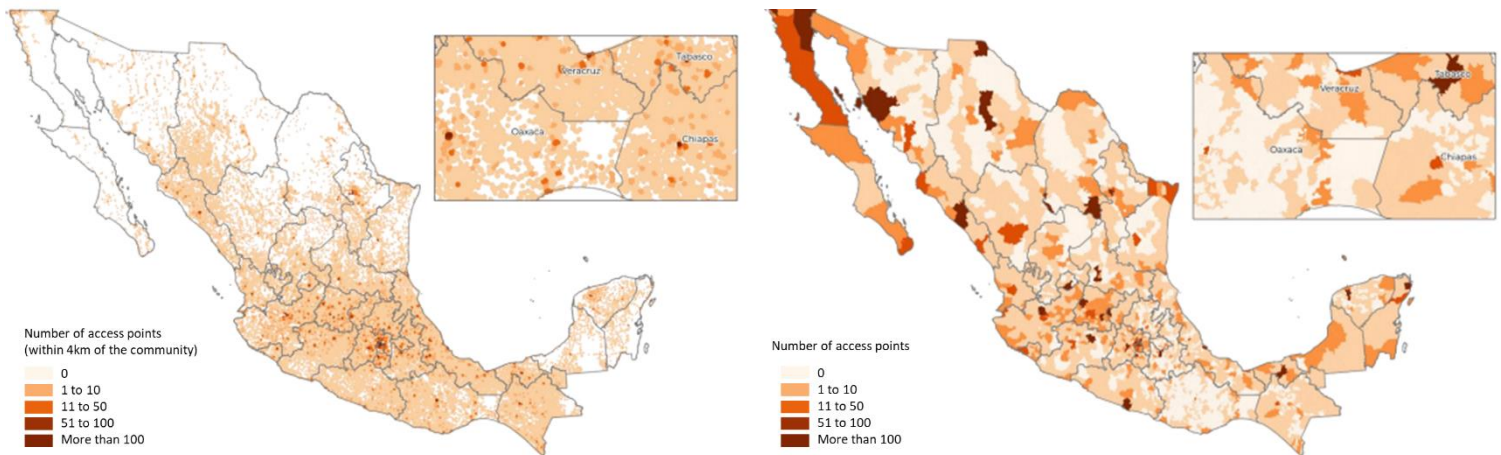 Veracruz
Tabasco
Oaxaca
Chiapas
Number of access points
(within 4km of the community)
0
1 to 10
11 to 50
51 to 100
More than 100
Tabasco
Veracruz
Oaxaca
Chiapas
Number of access points
0
1 to 10
11 to 50
51 to 100
More than 100